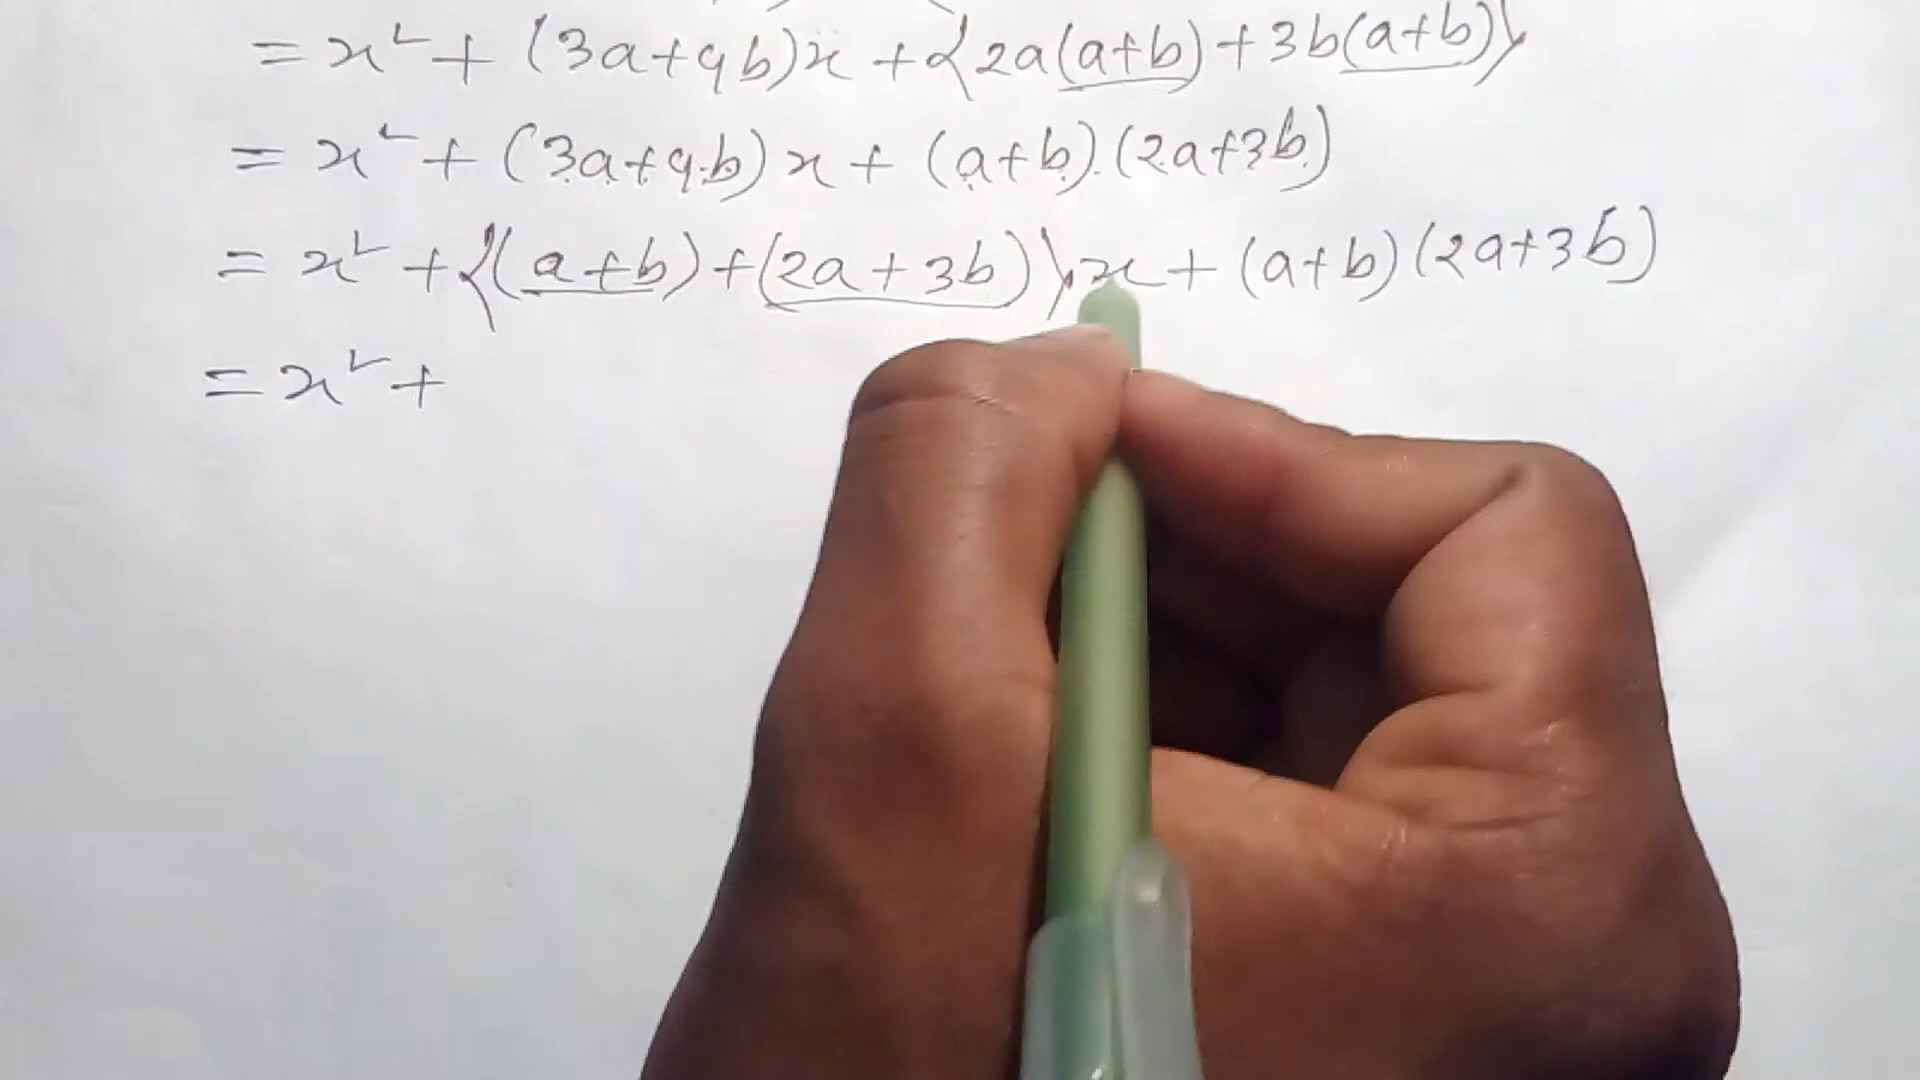 = x² + (3a+4b)x + {2a(a+b)+3b(a+b)}
= x² + (3a+4b)x + (a+b).(2a+3b)
= x² + {(a+b)+(2a+3b)}x + (a+b)(2a+3b)
= x² +